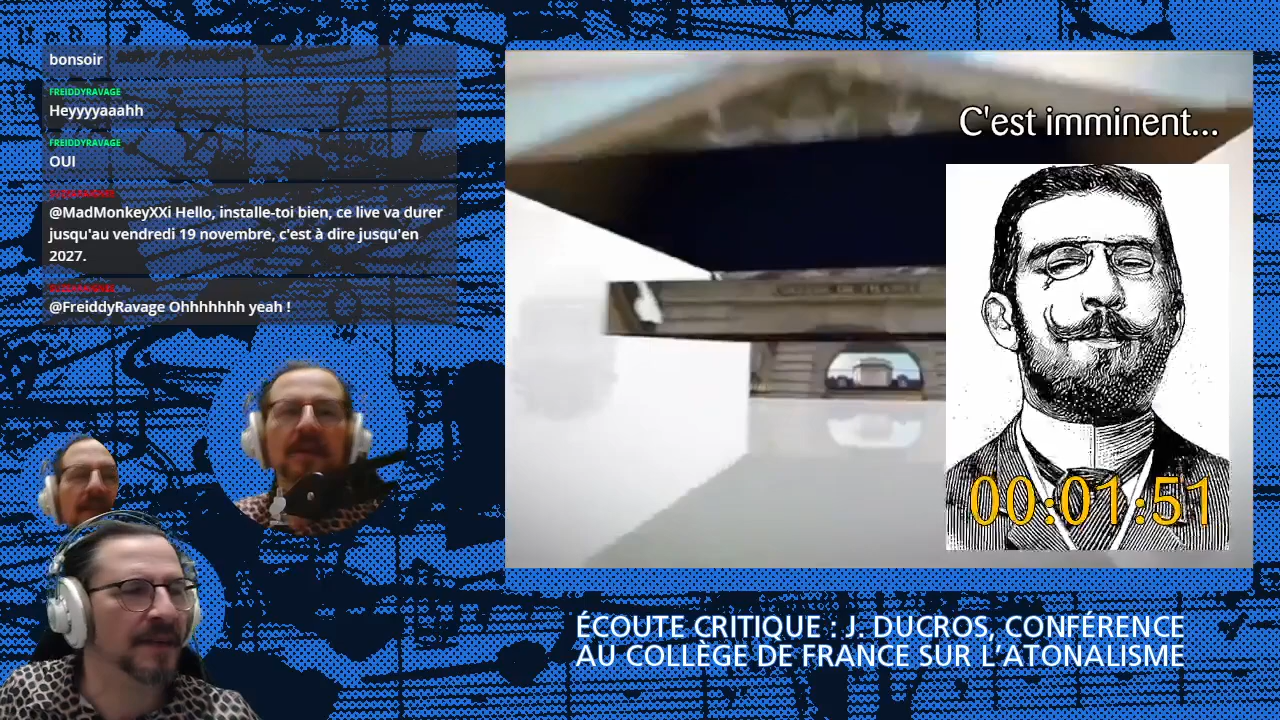 bonsoir
FREIDDYRAVAGE
Heyyyyaaahh
FREIDDYRAVAGE
OUI
@MadMonkeyXXi Hello, installe-toi bien, ce live va durer
jusqu'au vendredi 19 novembre, c'est à dire jusqu'en
2027.
@FreiddyRavage Ohhhhhhh yeah !
C'est imminent...
00:01:51
ÉCOUTE CRITIQUE : J. DUCROS, CONFÉRENCE
AU COLLÈGE DE FRANCE SUR L’ATONALISME